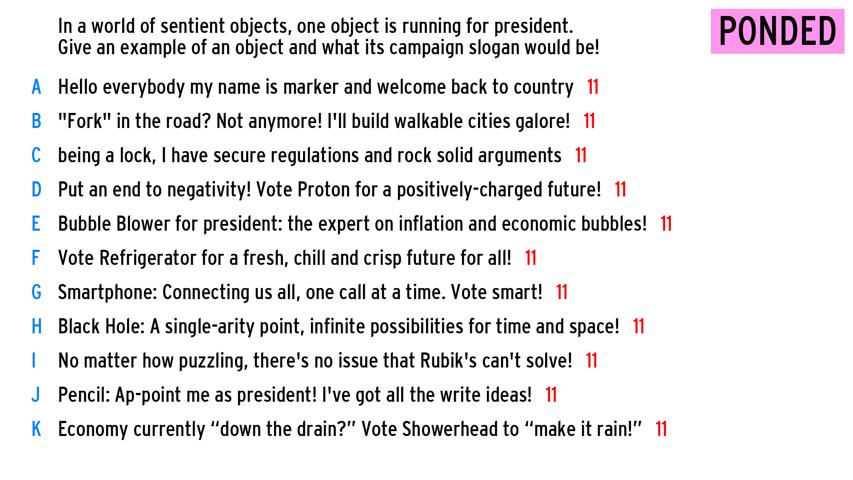 In a world of sentient objects, one object is running for president.
Give an example of an object and what its campaign slogan would be!
PONDED
A Hello everybody my name is marker and welcome back to country 11
B "Fork" in the road? Not anymore! I'll build walkable cities galore! 11
C being a lock, I have secure regulations and rock solid arguments 11
D Put an end to negativity! Vote Proton for a positively-charged future! 11
E Bubble Blower for president: the expert on inflation and economic bubbles! 11
F Vote Refrigerator for a fresh, chill and crisp future for all! 11
G Smartphone: Connecting us all, one call at a time. Vote smart! 11
H Black Hole: A single-arity point, infinite possibilities for time and space! 11
I No matter how puzzling, there's no issue that Rubik's can't solve! 11
J Pencil: Ap-point me as president! I've got all the write ideas! 11
K Economy currently “down the drain?” Vote Showerhead to “make it rain!” 11